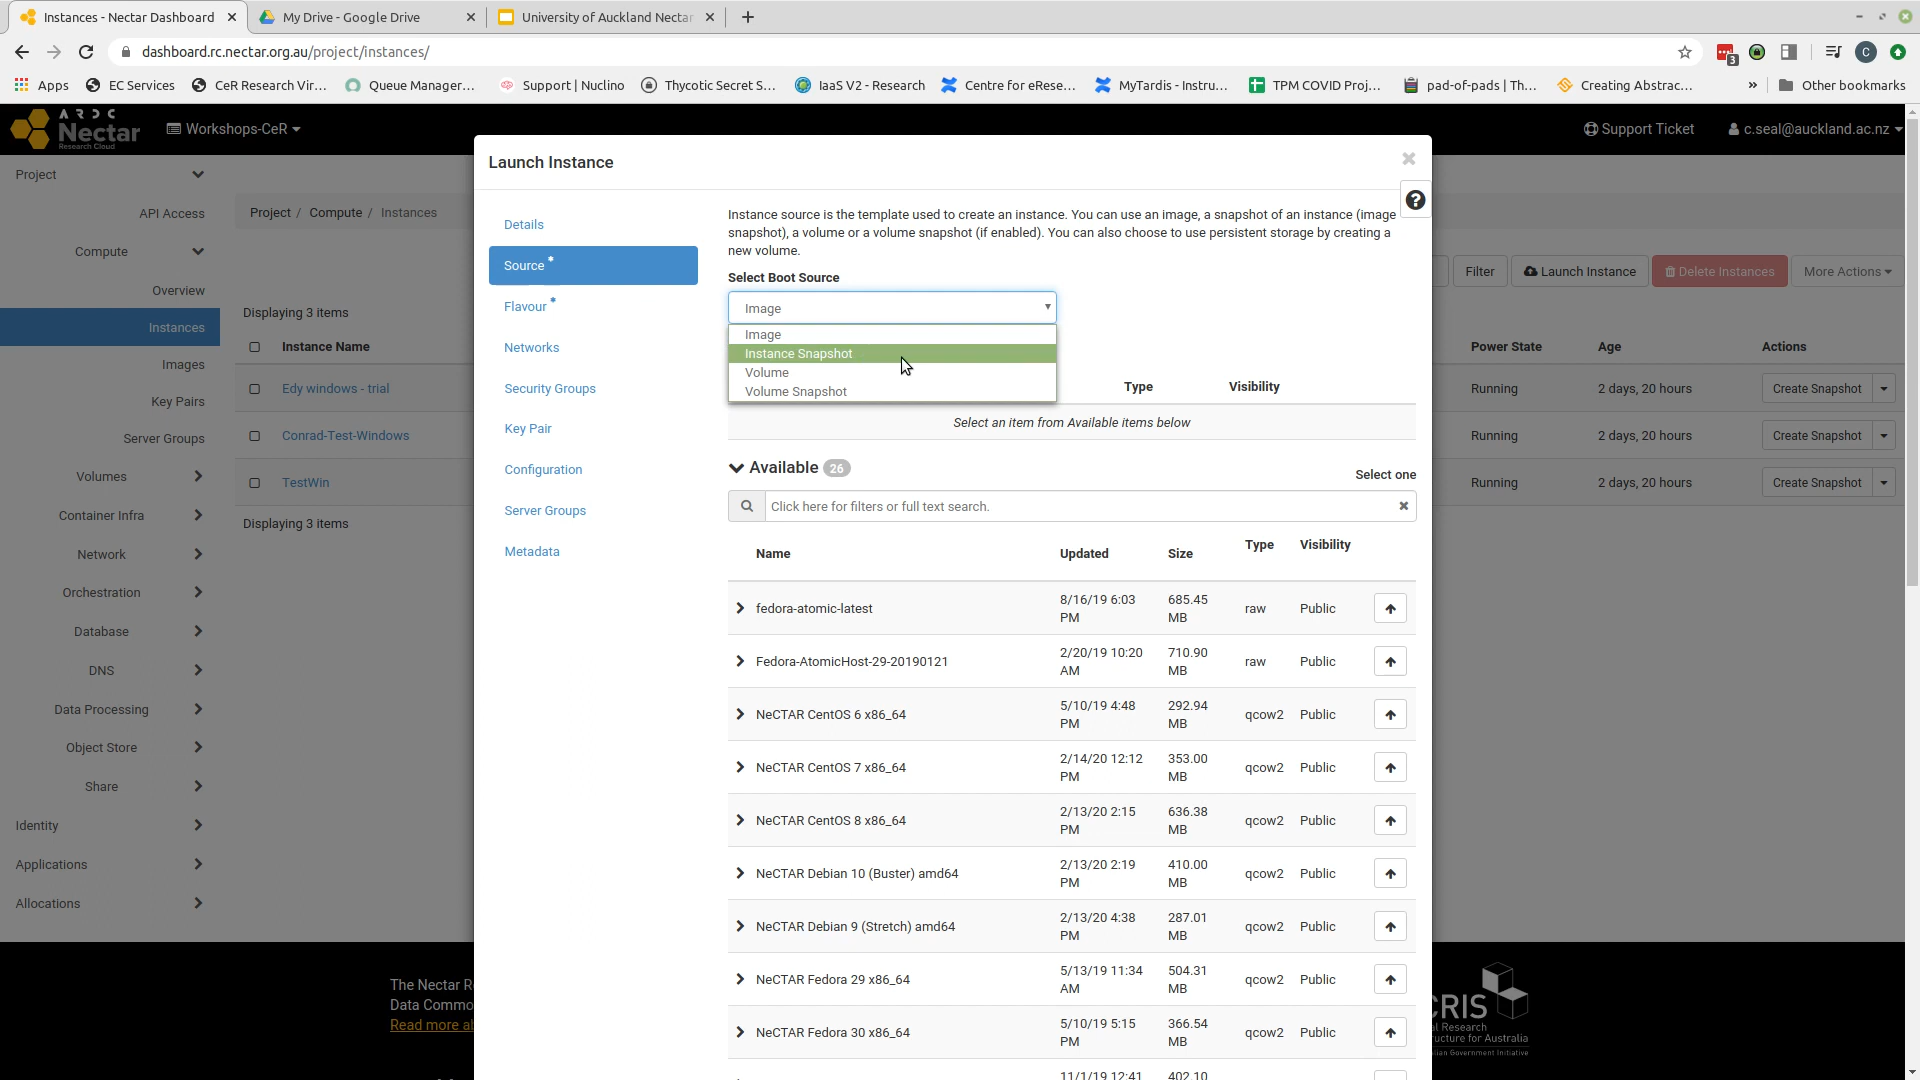 Instances - Nectar Dashboard
My Drive - Google Drive
University of Auckland Nectar
dashboard.rc.nectar.org.au/project/instances/
3
C
Apps
EC Services
CeR Research Vir...
Queue Manager...
Support | Nuclino
Thycotic Secret S...
IaaS V2 - Research
Centre for eRese...
MyTardis - Instru...
TPM COVID Proj...
pad-of-pads | Th...
Creating Abstrac...
»
Other bookmarks
ARDC
Nectar
Research Cloud
Workshops-CeR
Support Ticket
c.seal@auckland.ac.nz
Project
API Access
Compute
Overview
Instances
Images
Key Pairs
Server Groups
Volumes
Container Infra
Network
Orchestration
Database
DNS
Data Processing
Object Store
Share
Identity
Applications
Allocations
Project / Compute / Instances
Filter
Launch Instance
Delete Instances
More Actions
Displaying 3 items
Instance Name
Power State
Age
Actions
Edy windows - trial
Running
2 days, 20 hours
Create Snapshot
Conrad-Test-Windows
Running
2 days, 20 hours
Create Snapshot
TestWin
Running
2 days, 20 hours
Create Snapshot
Displaying 3 items
Launch Instance
Details
Source *
Flavour *
Networks
Security Groups
Key Pair
Configuration
Server Groups
Metadata
Instance source is the template used to create an instance. You can use an image, a snapshot of an instance (image
snapshot), a volume or a volume snapshot (if enabled). You can also choose to use persistent storage by creating a
new volume.
Select Boot Source
Image
Image
Instance Snapshot
Volume
Volume Snapshot
Type
Visibility
Select an item from Available items below
Available 26
Select one
Click here for filters or full text search.
Name
Updated
Size
Type
Visibility
fedora-atomic-latest
8/16/19 6:03
PM
685.45
MB
raw
Public
Fedora-AtomicHost-29-20190121
2/20/19 10:20
AM
710.90
MB
raw
Public
NeCTAR CentOS 6 x86_64
5/10/19 4:48
PM
292.94
MB
qcow2
Public
NeCTAR CentOS 7 x86_64
2/14/20 12:12
PM
353.00
MB
qcow2
Public
NeCTAR CentOS 8 x86_64
2/13/20 2:15
PM
636.38
MB
qcow2
Public
NeCTAR Debian 10 (Buster) amd64
2/13/20 2:19
PM
410.00
MB
qcow2
Public
NeCTAR Debian 9 (Stretch) amd64
2/13/20 4:38
PM
287.01
MB
qcow2
Public
NeCTAR Fedora 29 x86_64
5/13/19 11:34
AM
504.31
MB
qcow2
Public
NeCTAR Fedora 30 x86_64
5/10/19 5:15
PM
366.54
MB
qcow2
Public
11/1/19 12:41
402.10
The Nectar R
Data Commo
Read more ab
CRIS
al Research
ructure for Australia
lian Government Initiative